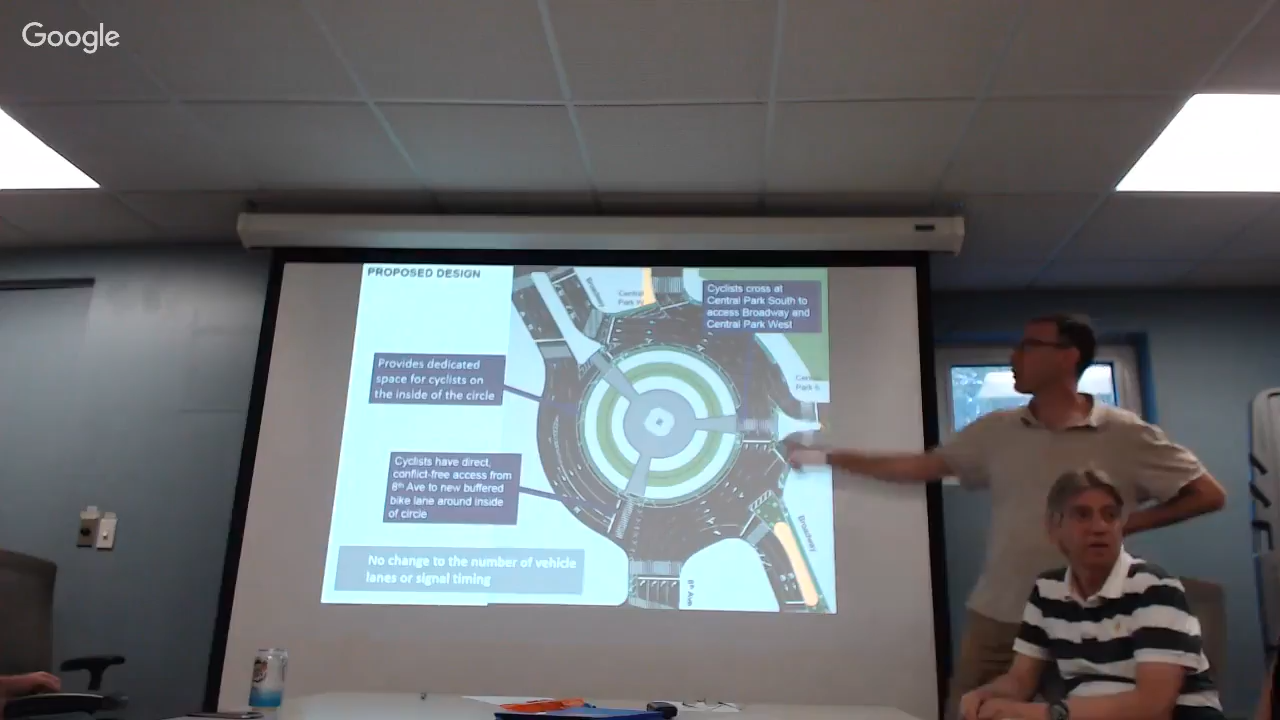 Google
PROPOSED DESIGN
Cyclists cross at
Central Park South to
access Broadway and
Central Park West
Provides dedicated
space for cyclists on
the inside of the circle
Central
Park
Cyclists have direct,
conflict-free access from
8th Ave to new buffered
bike lane around inside
of circle
Broadway
No change to the number of vehicle
lanes or signal timing
8th Ave